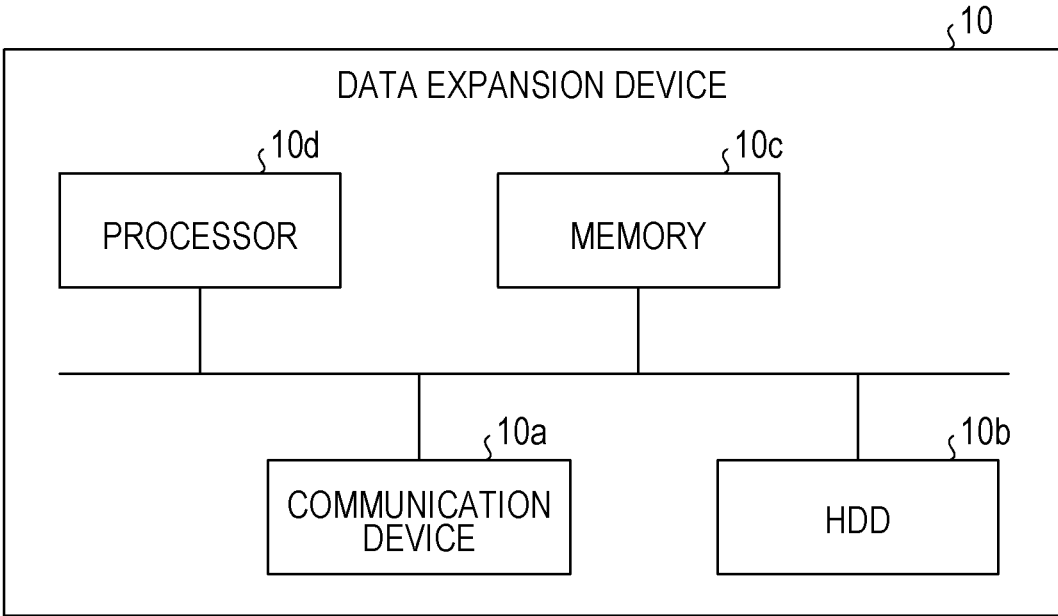 10
DATA EXPANSION DEVICE
10d
10c
PROCESSOR
MEMORY
10a
10b
COMMUNICATION
DEVICE
HDD